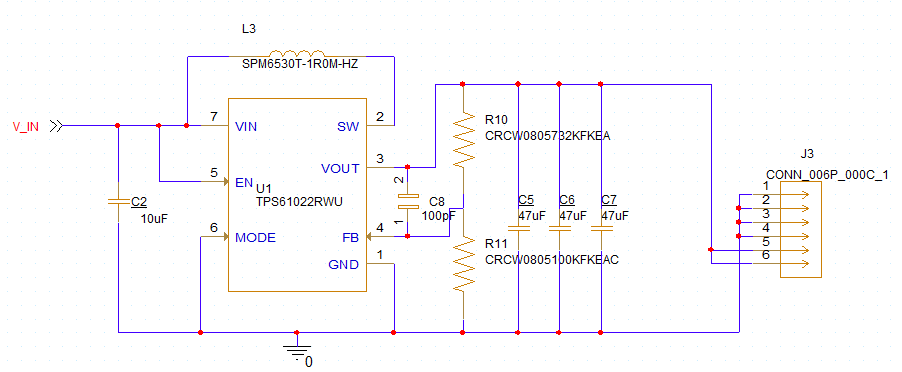 L3
SPM6530T-1R0M-HZ
V_IN
7
VIN
SW
2
R10
CRCW0805732KFKEA
VOUT
3
5
EN
U1
TPS61022RWU
2
C8
100pF
1
C2
10uF
6
MODE
FB
4
GND
1
R11
CRCW0805100KFKEAC
C5
47uF
C6
47uF
C7
47uF
J3
CONN_006P_000C_1
1
2
3
4
5
6
0